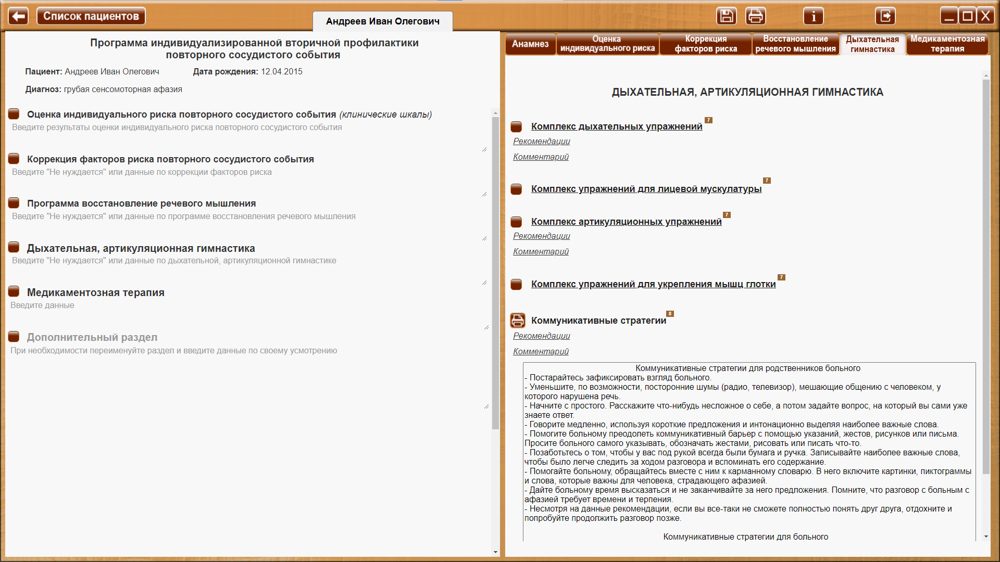 Список пациентов
Андреев Иван Олегович
i
Программа индивидуализированной вторичной профилактики
повторного сосудистого события
Пациент: Андреев Иван Олегович Дата рождения: 12.04.2015
Диагноз: грубая сенсомоторная афазия
Оценка индивидуального риска повторного сосудистого события (клинические шкалы)
Введите результаты оценки индивидуального риска повторного сосудистого события
Коррекция факторов риска повторного сосудистого события
Введите "Не нуждается" или данные по коррекции факторов риска
Программа восстановление речевого мышления
Введите "Не нуждается" или данные по программе восстановления речевого мышления
Дыхательная, артикуляционная гимнастика
Введите "Не нуждается" или данные по дыхательной, артикуляционной гимнастике
Медикаментозная терапия
Введите данные
Дополнительный раздел
При необходимости переименуйте раздел и введите данные по своему усмотрению
Анамнез
Оценка
индивидуального риска
Коррекция
факторов риска
Восстановление
речевого мышления
Дыхательная
гимнастика
Медикаментозная
терапия
ДЫХАТЕЛЬНАЯ, АРТИКУЛЯЦИОННАЯ ГИМНАСТИКА
Комплекс дыхательных упражнений 7
Рекомендации
Комментарий
Комплекс упражнений для лицевой мускулатуры 7
Комплекс артикуляционных упражнений 7
Рекомендации
Комментарий
Комплекс упражнений для укрепления мышц глотки 7
Коммуникативные стратегии 8
Рекомендации
Комментарий
Коммуникативные стратегии для родственников больного
- Постарайтесь зафиксировать взгляд больного.
- Уменьшите, по возможности, посторонние шумы (радио, телевизор), мешающие общению с человеком, у
которого нарушена речь.
- Начните с простого. Расскажите что-нибудь несложное о себе, а потом задайте вопрос, на который вы сами уже
знаете ответ.
- Говорите медленно, используя короткие предложения и интонационно выделяя наиболее важные слова.
- Помогите больному преодолеть коммуникативный барьер с помощью указаний, жестов, рисунков или письма.
Просите больного самого указывать, обозначать жестами, рисовать или писать что-то.
- Позаботьтесь о том, чтобы у вас под рукой всегда были бумага и ручка. Записывайте наиболее важные слова,
чтобы было легче следить за ходом разговора и вспоминать его содержание.
- Помогайте больному, обращайтесь вместе с ним к карманному словарю. В него включите картинки, пиктограммы
и слова, которые важны для человека, страдающего афазией.
- Дайте больному время высказаться и не заканчивайте за него предложения. Помните, что разговор с больным с
афазией требует времени и терпения.
- Несмотря на данные рекомендации, если вы все-таки не сможете полностью понять друг друга, отдохните и
попробуйте продолжить разговор позже.
Коммуникативные стратегии для больного